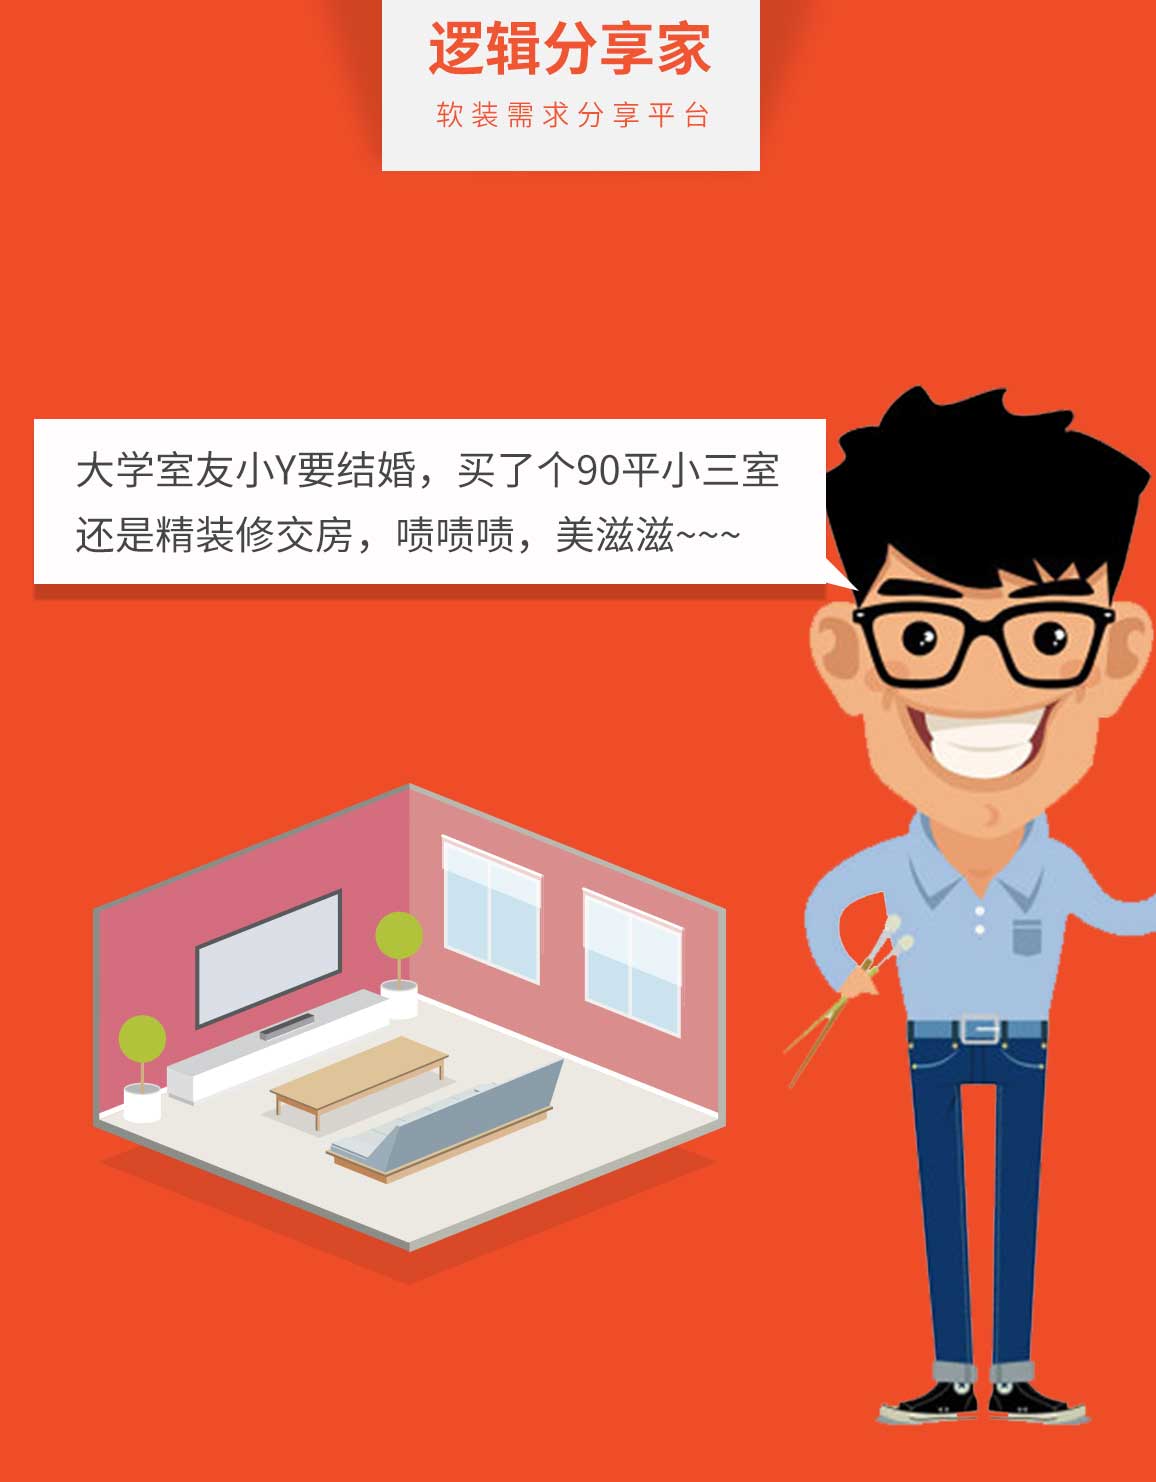 逻辑分享家
软装需求分享平台
大学室友小Y要结婚，买了个90平小三室
还是精装修交房，啧啧啧，美滋滋~~~